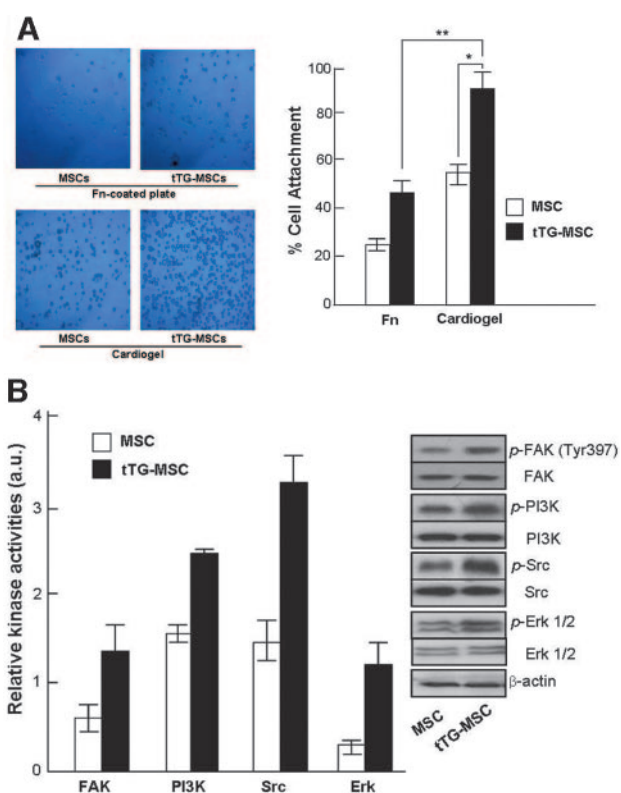 A
MSCs
tTG-MSCs
Fn-coated plate
MSCs
tTG-MSCs
Cardiogel
% Cell Attachment
100
80
60
40
20
0
**
*
MSC
tTG-MSC
Fn
Cardiogel
B
Relative kinase activities (a.u.)
4
3
2
1
0
MSC
tTG-MSC
FAK
PI3K
Src
Erk
p-FAK (Tyr397)
FAK
p-PI3K
PI3K
p-Src
Src
p-Erk 1/2
Erk 1/2
β-actin
MSC
tTG-MSC